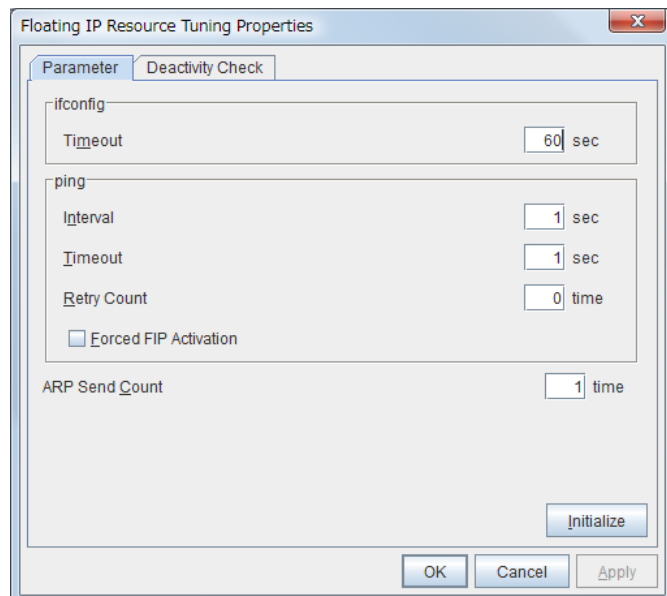 Floating IP Resource Tuning Properties
Parameter Deactivity Check
ifconfig
Timeout 60 sec
ping
Interval 1 sec
Timeout 1 sec
Retry Count 0 time
Forced FIP Activation
ARP Send Count 1 time
Initialize
OK Cancel Apply